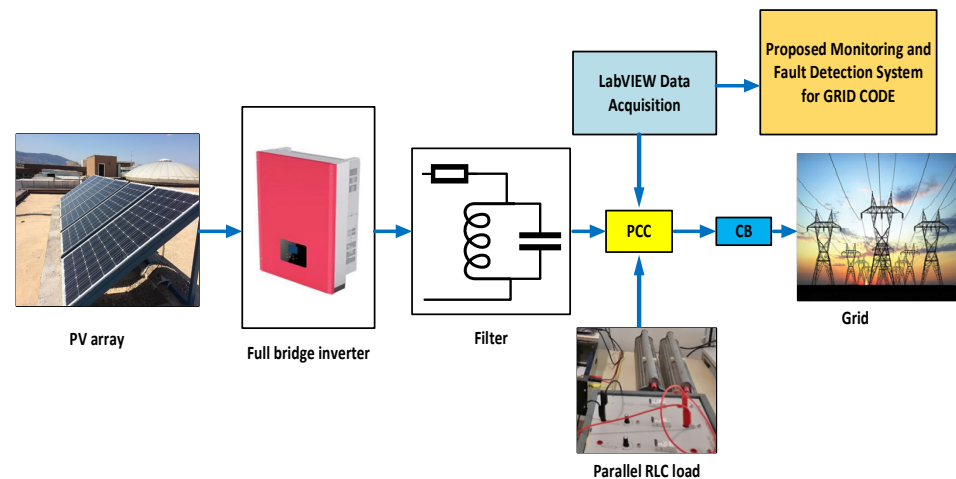 LabVIEW Data
Acquisition
Proposed Monitoring and
Fault Detection System
for GRID CODE
PCC
CB
PV array
Full bridge inverter
Filter
Grid
Parallel RLC load